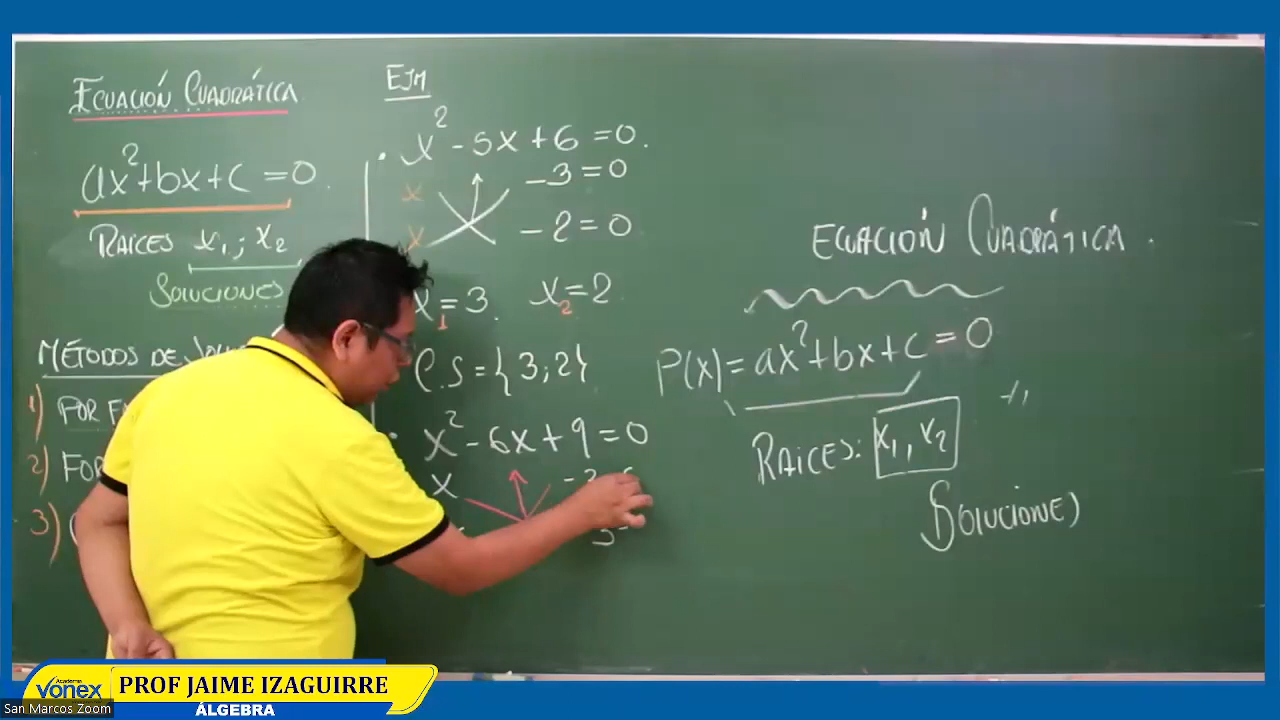 ECUACIÓN CUADRÁTICA
ax²+bx+c=0.
RAICES x₁; x₂
SOLUCIONES
MÉTODOS DE
1) POR
2) FOR
3)
EJM
x²-5x+6=0.
x -3=0
x -2=0
x₁=3. x₂=2
C.S={3;2}
x²-6x+9=0
x -3
ECUACIÓN CUADRÁTICA.
P(x)=ax²+bx+c=0
RAICES: x₁, x₂
SOLUCIONES
Academia
vonex
PROF JAIME IZAGUIRRE
ÁLGEBRA
San Marcos Zoom